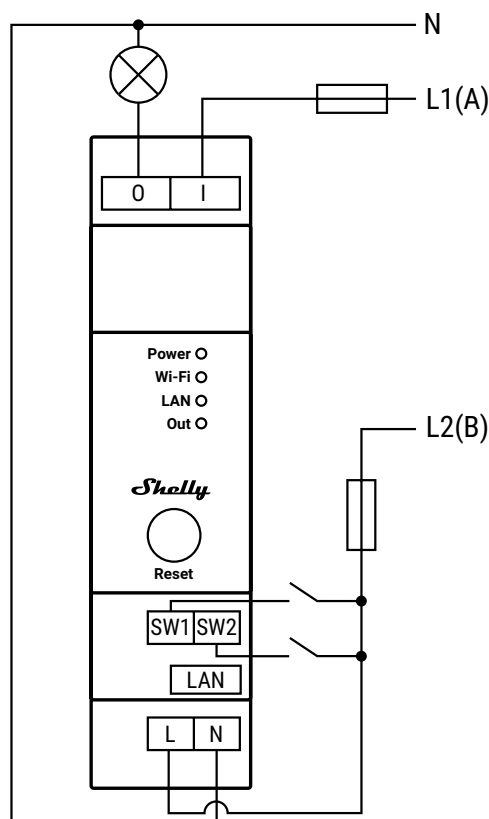 N
L1(A)
O I
Power
Wi-Fi
LAN
Out
L2(B)
Shelly
Reset
SW1 SW2
LAN
L N